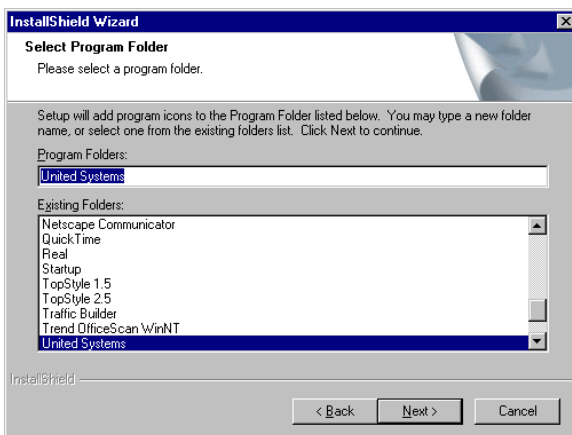 InstallShield Wizard
Select Program Folder
Please select a program folder.
Setup will add program icons to the Program Folder listed below. You may type a new folder
name, or select one from the existing folders list. Click Next to continue.
Program Folders:
United Systems
Existing Folders:
Netscape Communicator
QuickTime
Real
Startup
TopStyle 1.5
TopStyle 2.5
Traffic Builder
Trend OfficeScan WinNT
United Systems
InstallShield
< Back
Next >
Cancel